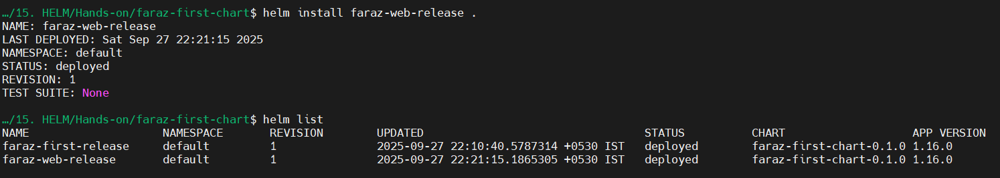 …/15. HELM/Hands-on/faraz-first-chart$ helm install faraz-web-release .
NAME: faraz-web-release
LAST DEPLOYED: Sat Sep 27 22:21:15 2025
NAMESPACE: default
STATUS: deployed
REVISION: 1
TEST SUITE: None
…/15. HELM/Hands-on/faraz-first-chart$ helm list
NAME NAMESPACE REVISION UPDATED STATUS CHART APP VERSION
faraz-first-release default 1 2025-09-27 22:10:40.5787314 +0530 IST deployed faraz-first-chart-0.1.0 1.16.0
faraz-web-release default 1 2025-09-27 22:21:15.1865305 +0530 IST deployed faraz-first-chart-0.1.0 1.16.0